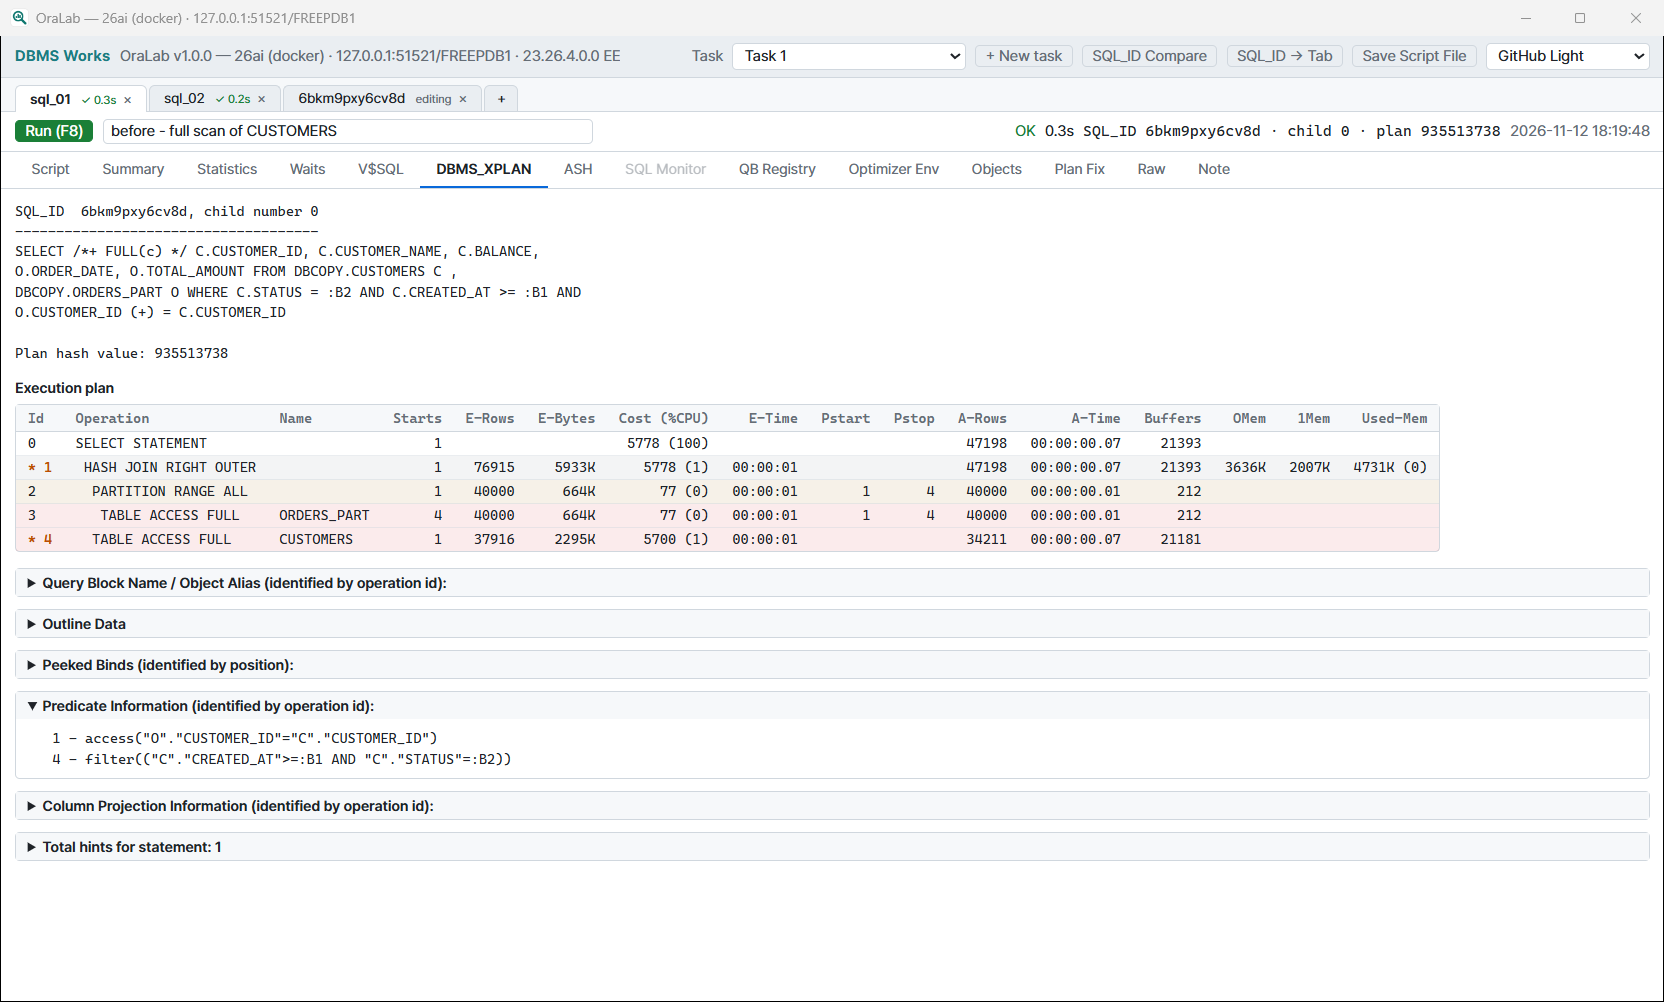 OraLab — 26ai (docker) · 127.0.0.1:51521/FREEPDB1
DBMS Works OraLab v1.0.0 — 26ai (docker) · 127.0.0.1:51521/FREEPDB1 · 23.26.4.0.0 EE Task Task 1 + New task SQL_ID Compare SQL_ID → Tab Save Script File GitHub Light
sql_01 ✓ 0.3s × sql_02 ✓ 0.2s × 6bkm9pxy6cv8d editing × +
Run (F8) before - full scan of CUSTOMERS OK 0.3s SQL_ID 6bkm9pxy6cv8d · child 0 · plan 935513738 2026-11-12 18:19:48
Script Summary Statistics Waits V$SQL DBMS_XPLAN ASH SQL Monitor QB Registry Optimizer Env Objects Plan Fix Raw Note
SQL_ID 6bkm9pxy6cv8d, child number 0
-------------------------------------
SELECT /*+ FULL(c) */ C.CUSTOMER_ID, C.CUSTOMER_NAME, C.BALANCE,
O.ORDER_DATE, O.TOTAL_AMOUNT FROM DBCOPY.CUSTOMERS C ,
DBCOPY.ORDERS_PART O WHERE C.STATUS = :B2 AND C.CREATED_AT >= :B1 AND
O.CUSTOMER_ID (+) = C.CUSTOMER_ID
Plan hash value: 935513738
Execution plan
Id Operation Name Starts E-Rows E-Bytes Cost (%CPU) E-Time Pstart Pstop A-Rows A-Time Buffers OMem 1Mem Used-Mem
0 SELECT STATEMENT 1 5778 (100) 47198 00:00:00.07 21393
* 1 HASH JOIN RIGHT OUTER 1 76915 5933K 5778 (1) 00:00:01 47198 00:00:00.07 21393 3636K 2007K 4731K (0)
2 PARTITION RANGE ALL 1 40000 664K 77 (0) 00:00:01 1 4 40000 00:00:00.01 212
3 TABLE ACCESS FULL ORDERS_PART 4 40000 664K 77 (0) 00:00:01 1 4 40000 00:00:00.01 212
* 4 TABLE ACCESS FULL CUSTOMERS 1 37916 2295K 5700 (1) 00:00:01 34211 00:00:00.07 21181
▶ Query Block Name / Object Alias (identified by operation id):
▶ Outline Data
▶ Peeked Binds (identified by position):
▼ Predicate Information (identified by operation id):
1 - access("O"."CUSTOMER_ID"="C"."CUSTOMER_ID")
4 - filter(("C"."CREATED_AT">=:B1 AND "C"."STATUS"=:B2))
▶ Column Projection Information (identified by operation id):
▶ Total hints for statement: 1